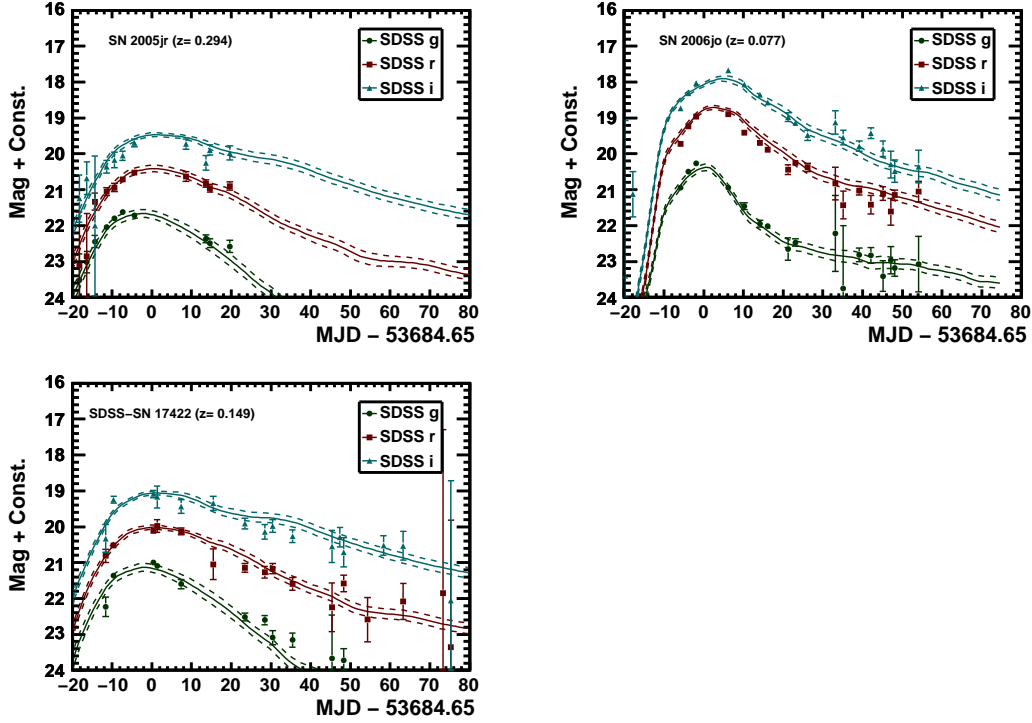 SN 2005jr (z= 0.294)
SDSS g
SDSS r
SDSS i
Mag + Const.
16
17
18
19
20
21
22
23
24
−20 −10 0 10 20 30 40 50 60 70 80
MJD − 53684.65
SN 2006jo (z= 0.077)
SDSS g
SDSS r
SDSS i
Mag + Const.
16
17
18
19
20
21
22
23
24
−20 −10 0 10 20 30 40 50 60 70 80
MJD − 53684.65
SDSS−SN 17422 (z= 0.149)
SDSS g
SDSS r
SDSS i
Mag + Const.
16
17
18
19
20
21
22
23
24
−20 −10 0 10 20 30 40 50 60 70 80
MJD − 53684.65